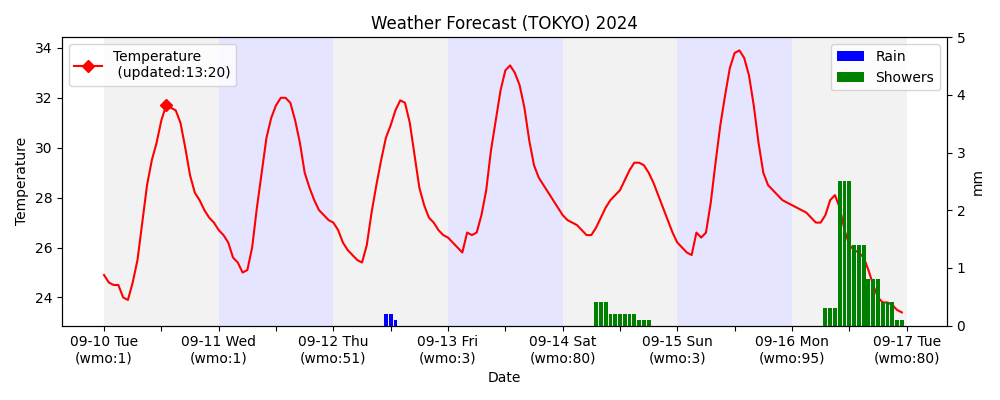 Weather Forecast (TOKYO) 2024
Temperature
(updated:13:20)
Rain
Showers
34
32
30
28
26
24
Temperature
5
4
3
2
1
0
mm
09-10 Tue
(wmo:1)
09-11 Wed
(wmo:1)
09-12 Thu
(wmo:51)
09-13 Fri
(wmo:3)
09-14 Sat
(wmo:80)
09-15 Sun
(wmo:3)
09-16 Mon
(wmo:95)
09-17 Tue
(wmo:80)
Date